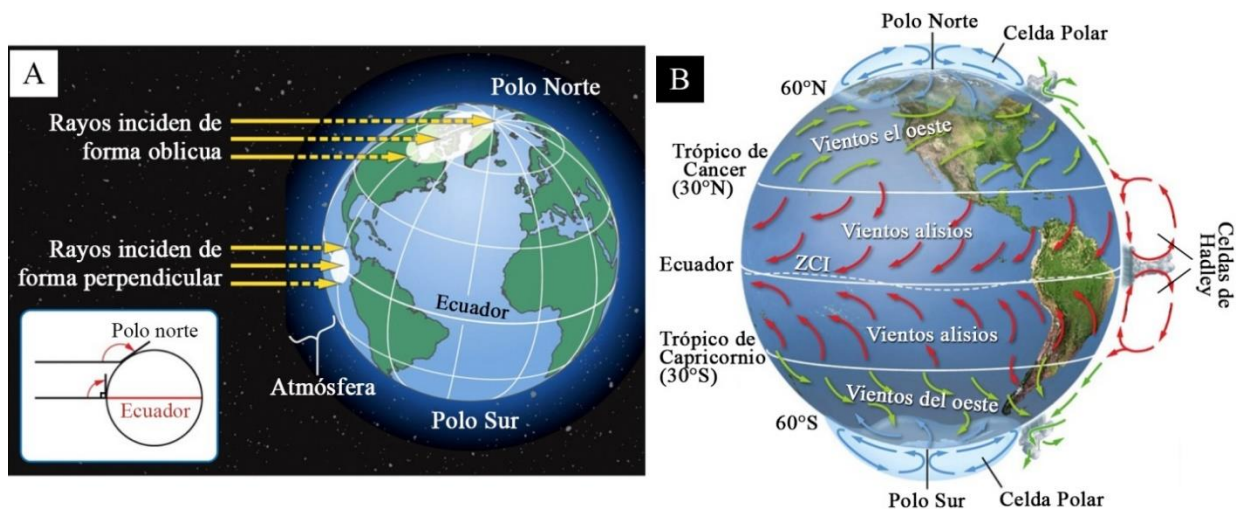 A
Polo Norte
Rayos inciden de
forma oblicua
Rayos inciden de
forma perpendicular
Ecuador
Atmósfera
Polo Sur
Polo norte
Ecuador
B
Polo Norte
Celda Polar
60°N
Vientos el oeste
Trópico de
Cancer
(30°N)
Vientos alisios
Ecuador
ZCI
Celdas de
Hadley
Vientos alisios
Trópico de
Capricornio
(30°S)
Vientos del oeste
60°S
Polo Sur
Celda Polar